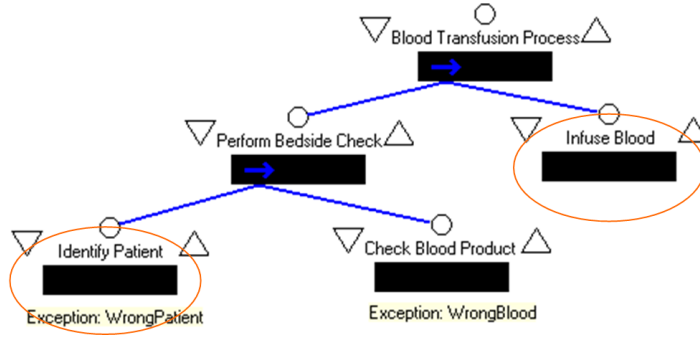 Blood Transfusion Process
Perform Bedside Check
Infuse Blood
Identify Patient
Check Blood Product
Exception: WrongPatient
Exception: WrongBlood